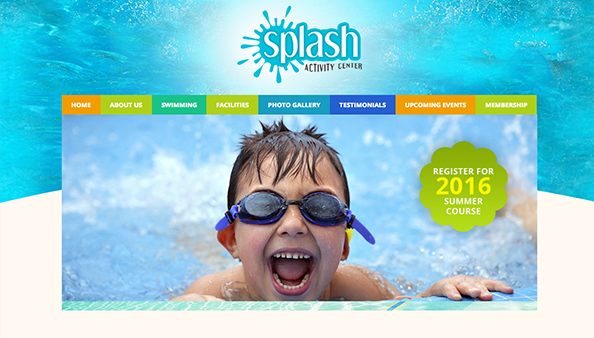 splash
ACTIVITY CENTER
HOME ABOUT US SWIMMING FACILITIES PHOTO GALLERY TESTIMONIALS UPCOMING EVENTS MEMBERSHIP
REGISTER FOR
2016
SUMMER
COURSE